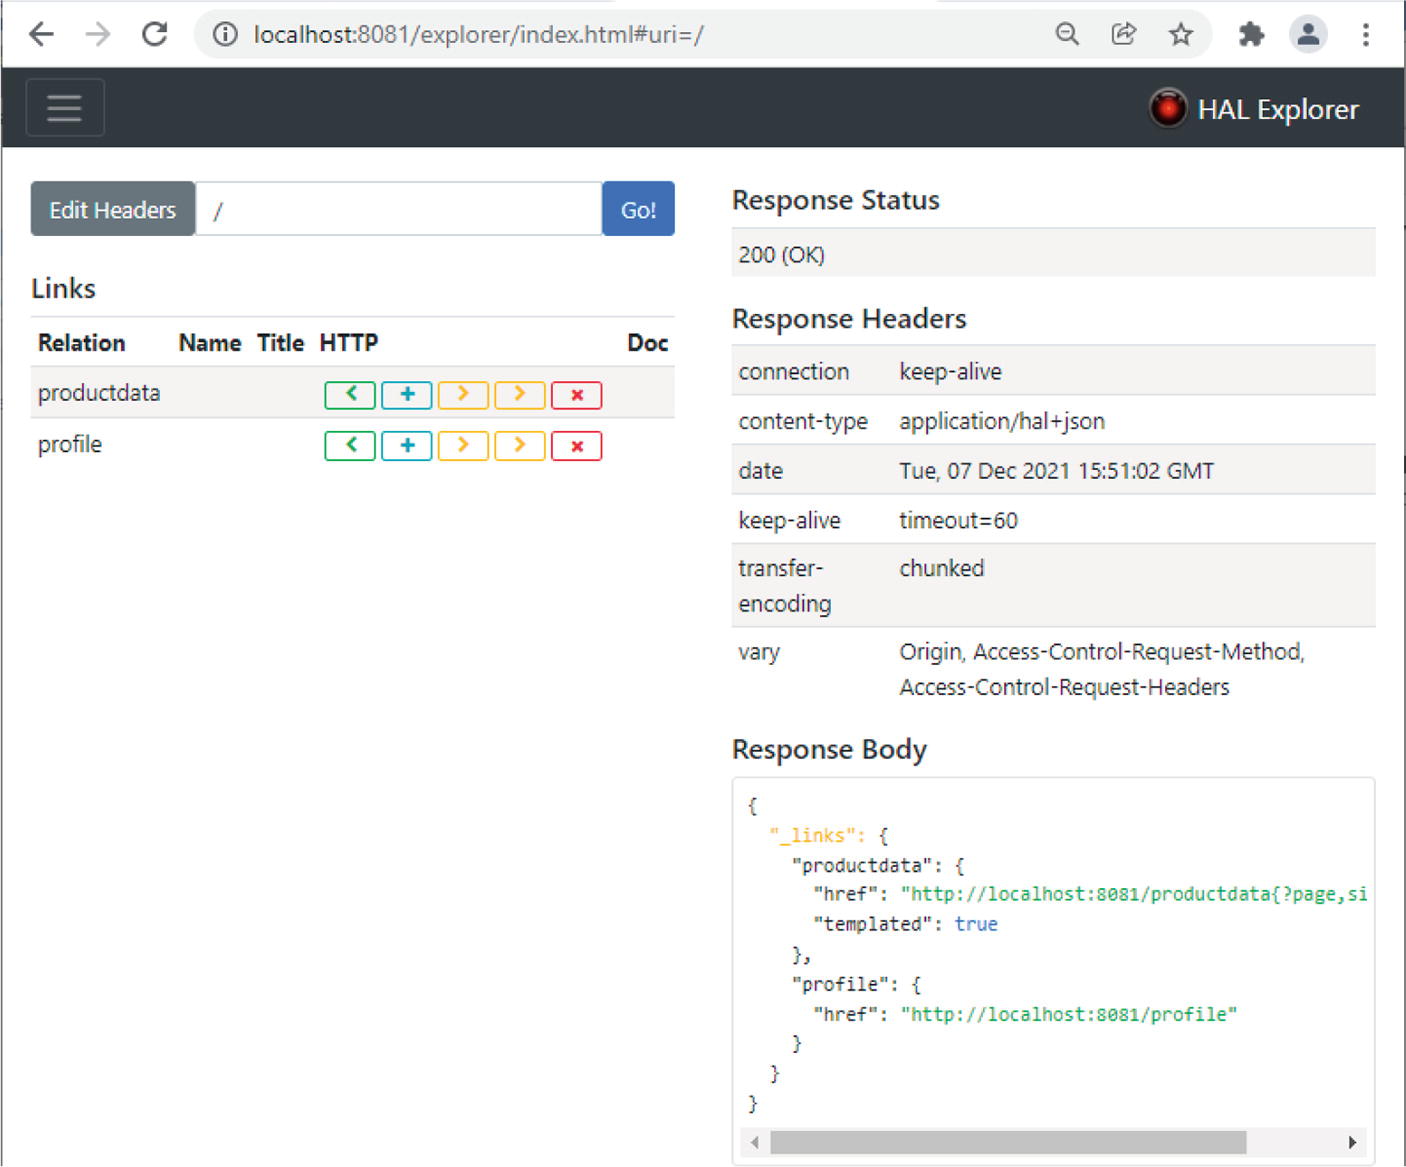 localhost:8081/explorer/index.html#uri=/
HAL Explorer
Edit Headers
/
Go!
Links
Relation Name Title HTTP Doc
productdata
profile
Response Status
200 (OK)
Response Headers
connection keep-alive
content-type application/hal+json
date Tue, 07 Dec 2021 15:51:02 GMT
keep-alive timeout=60
transfer-
encoding chunked
vary Origin, Access-Control-Request-Method,
Access-Control-Request-Headers
Response Body
{
"_links": {
"productdata": {
"href": "http://localhost:8081/productdata{?page,si
"templated": true
},
"profile": {
"href": "http://localhost:8081/profile"
}
}
}